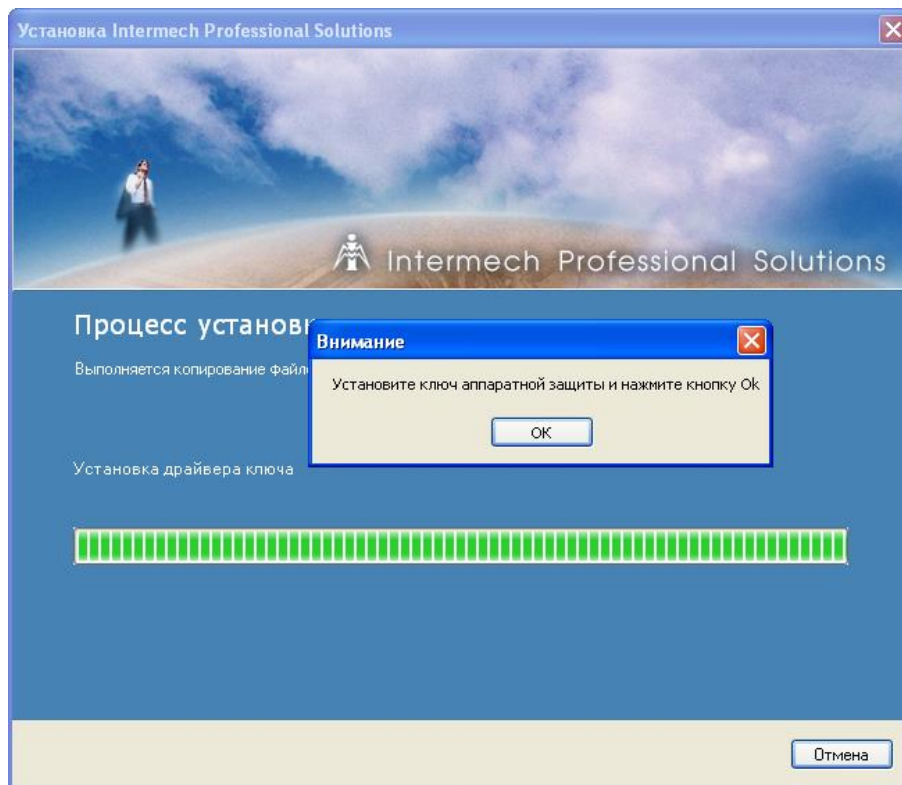 Установка Intermech Professional Solutions
Intermech Professional Solutions
Процесс установк
Выполняется копирование файл
Внимание
Установите ключ аппаратной защиты и нажмите кнопку Ok
OK
Установка драйвера ключа
Отмена